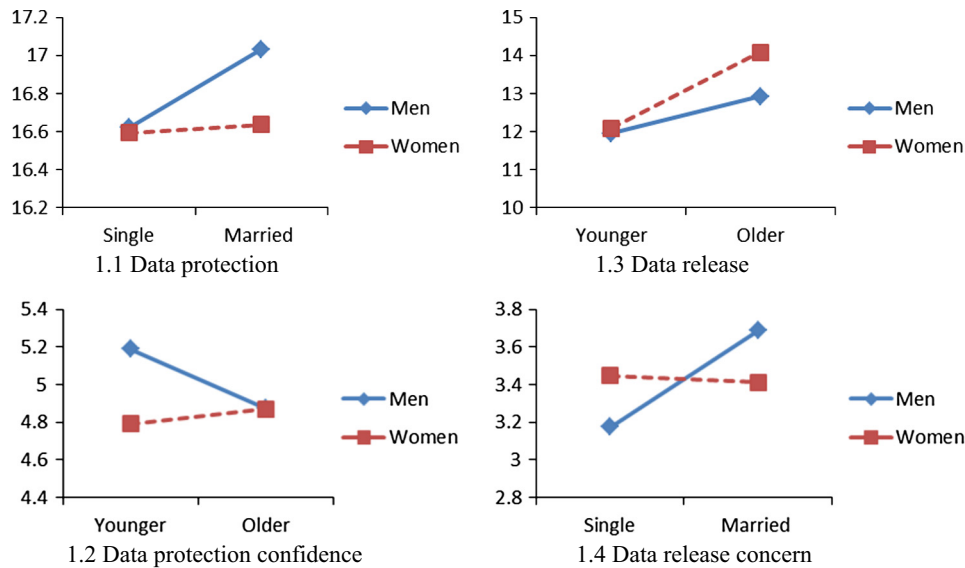 17.2
17
16.8
16.6
16.4
16.2
Single Married
Men
Women
1.1 Data protection
15
14
13
12
11
10
Younger Older
Men
Women
1.3 Data release
5.4
5.2
5
4.8
4.6
4.4
Younger Older
Men
Women
1.2 Data protection confidence
3.8
3.6
3.4
3.2
3
2.8
Single Married
Men
Women
1.4 Data release concern